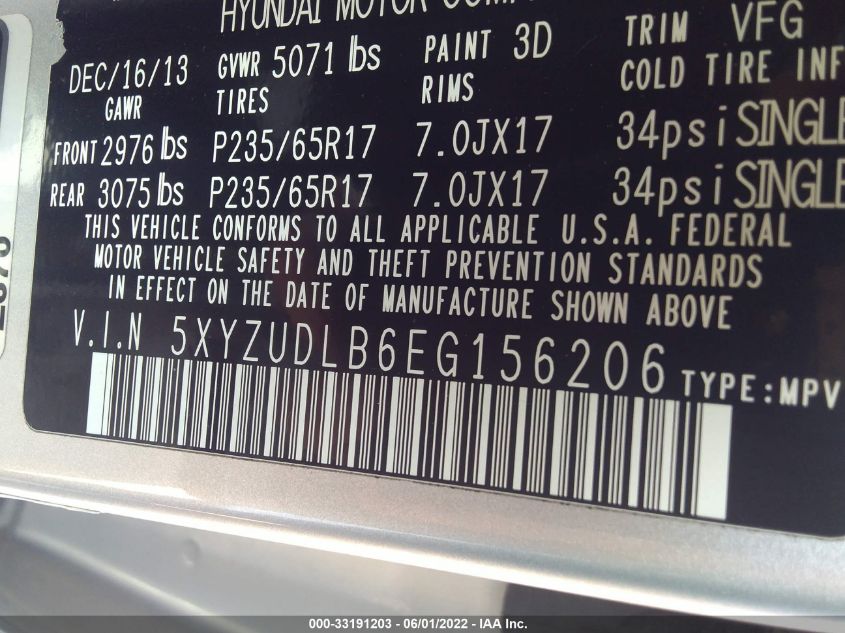 HYUNDAI MOTOR
DEC/16/13 GVWR 5071 lbs PAINT 3D TRIM VFG
GAWR TIRES RIMS COLD TIRE INF
FRONT 2976 lbs P235/65R17 7.0JX17 34psi SINGLE
REAR 3075 lbs P235/65R17 7.0JX17 34psi SINGLE
THIS VEHICLE CONFORMS TO ALL APPLICABLE U.S.A. FEDERAL
MOTOR VEHICLE SAFETY AND THEFT PREVENTION STANDARDS
IN EFFECT ON THE DATE OF MANUFACTURE SHOWN ABOVE
V.I.N 5XYZUDLB6EG156206 TYPE:MPV
000-33191203 - 06/01/2022 - IAA Inc.